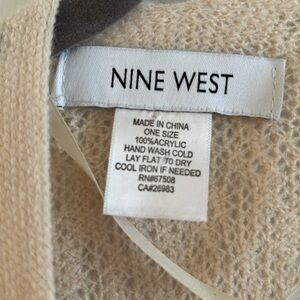 NINE WEST
MADE IN CHINA
ONE SIZE
100%ACRYLIC
HAND WASH COLD
LAY FLAT TO DRY
COOL IRON IF NEEDED
RN#67508
CA#26983